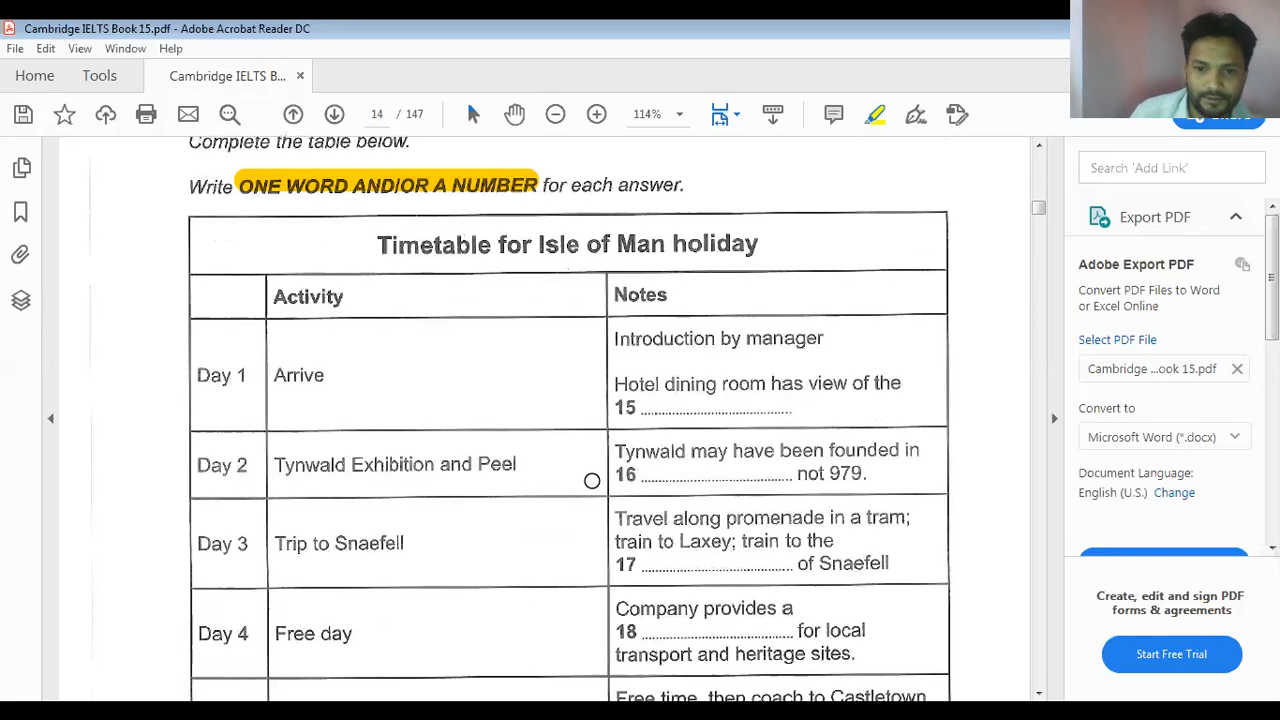 Cambridge IELTS Book 15.pdf - Adobe Acrobat Reader DC
File Edit View Window Help
Home Tools Cambridge IELTS B... ×
14 / 147 114%
Complete the table below.
Write ONE WORD AND/OR A NUMBER for each answer.
Timetable for Isle of Man holiday
Activity Notes
Day 1 Arrive
Introduction by manager
Hotel dining room has view of the
15 ........................................
Day 2 Tynwald Exhibition and Peel
Tynwald may have been founded in
16 ........................................ not 979.
Day 3 Trip to Snaefell
Travel along promenade in a tram;
train to Laxey; train to the
17 ........................................ of Snaefell
Day 4 Free day
Company provides a
18 ........................................ for local
transport and heritage sites.
Free time, then coach to Castletown
Search 'Add Link'
Export PDF
Adobe Export PDF
Convert PDF Files to Word
or Excel Online
Select PDF File
Cambridge ...ook 15.pdf ×
Convert to
Microsoft Word (*.docx)
Document Language:
English (U.S.) Change
Create, edit and sign PDF
forms & agreements
Start Free Trial